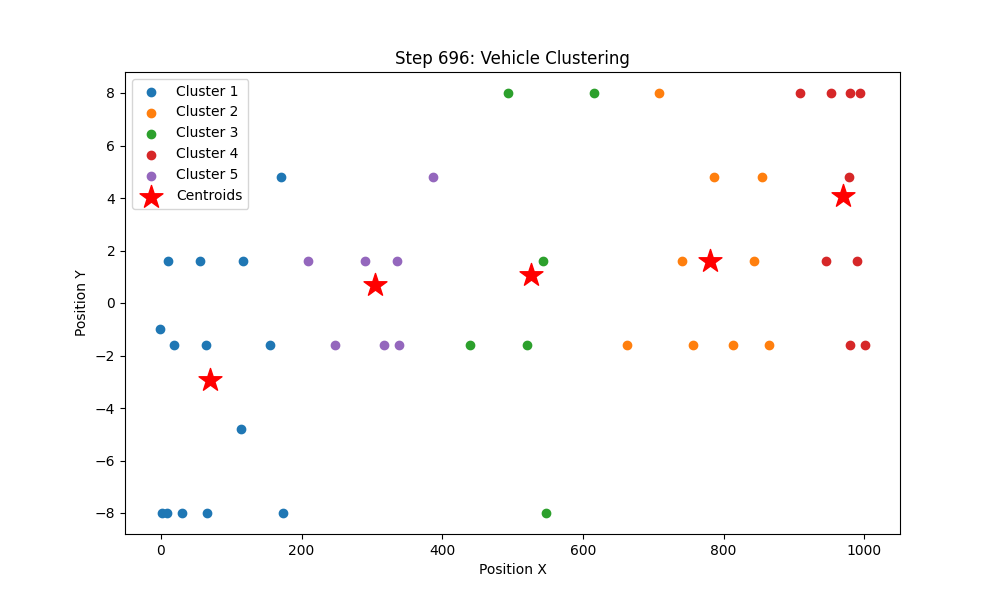 Step 696: Vehicle Clustering
Cluster 1
Cluster 2
Cluster 3
Cluster 4
Cluster 5
Centroids
8
6
4
2
0
−2
−4
−6
−8
Position Y
0 200 400 600 800 1000
Position X